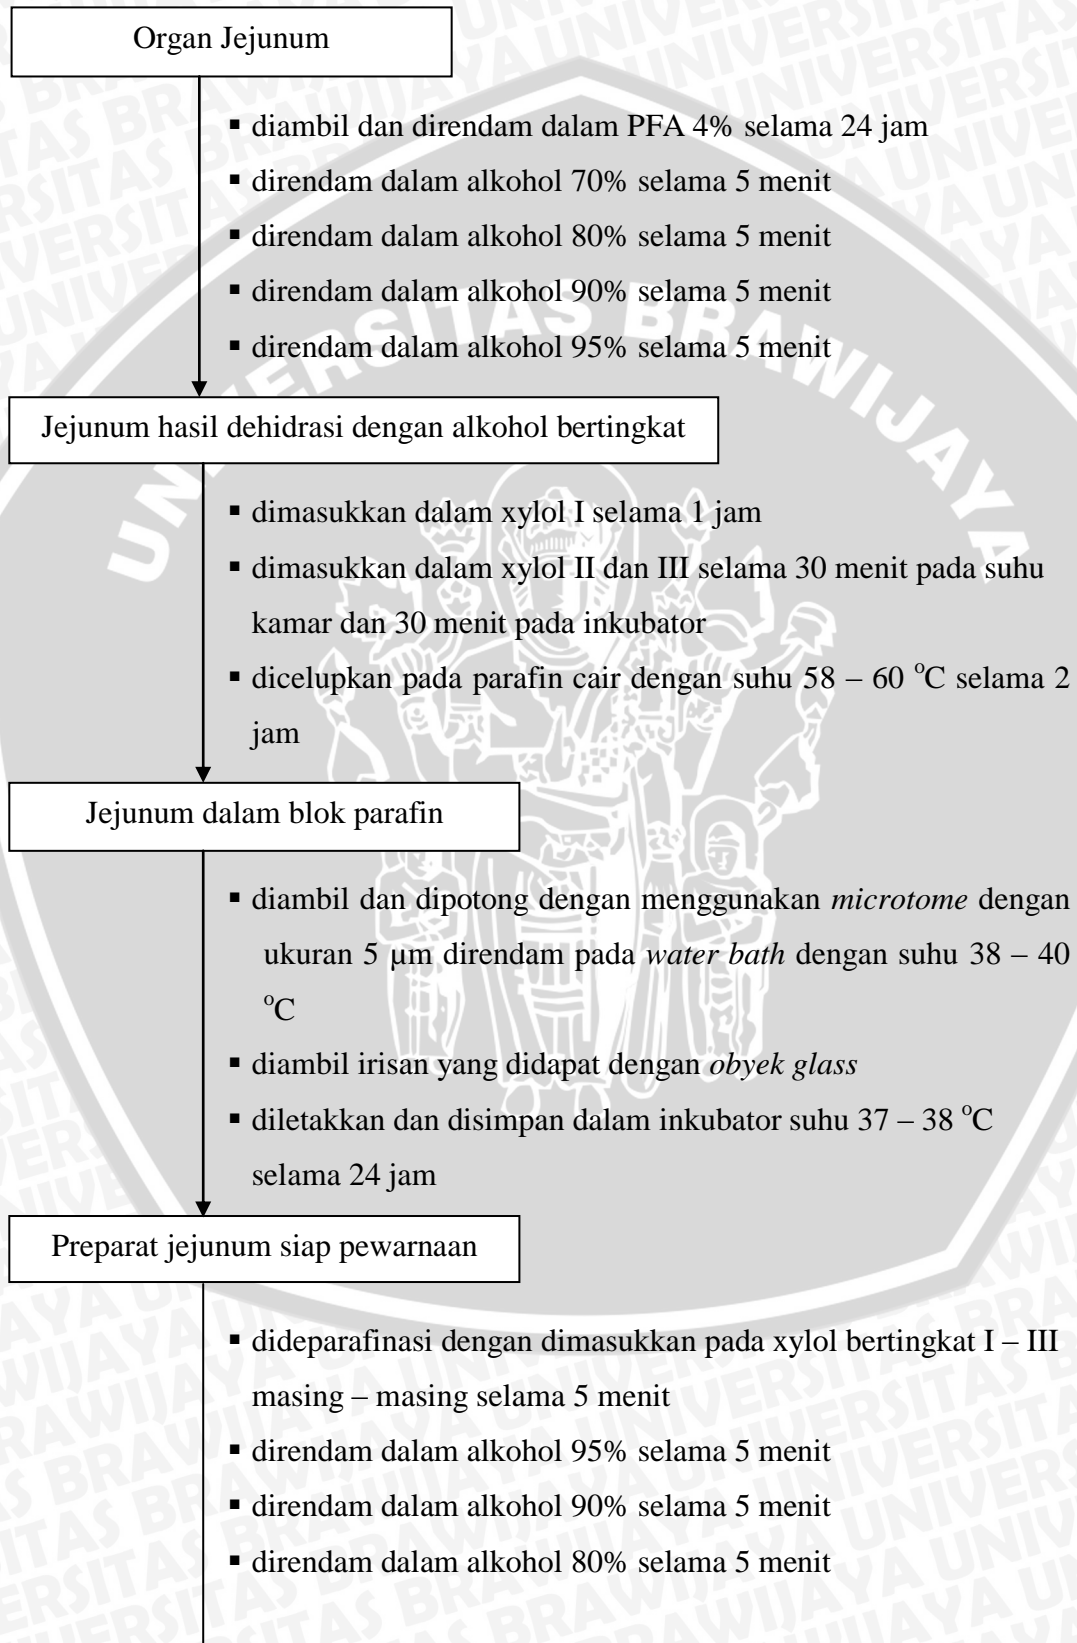 Organ Jejunum
▪ diambil dan direndam dalam PFA 4% selama 24 jam
▪ direndam dalam alkohol 70% selama 5 menit
▪ direndam dalam alkohol 80% selama 5 menit
▪ direndam dalam alkohol 90% selama 5 menit
▪ direndam dalam alkohol 95% selama 5 menit
UNIVERSITAS BRAWIJAYA
Jejunum hasil dehidrasi dengan alkohol bertingkat
▪ dimasukkan dalam xylol I selama 1 jam
▪ dimasukkan dalam xylol II dan III selama 30 menit pada suhu
kamar dan 30 menit pada inkubator
▪ dicelupkan pada parafin cair dengan suhu 58 – 60 °C selama 2
jam
Jejunum dalam blok parafin
▪ diambil dan dipotong dengan menggunakan microtome dengan
ukuran 5 µm direndam pada water bath dengan suhu 38 – 40
°C
▪ diambil irisan yang didapat dengan obyek glass
▪ diletakkan dan disimpan dalam inkubator suhu 37 – 38 °C
selama 24 jam
Preparat jejunum siap pewarnaan
▪ dideparafinasi dengan dimasukkan pada xylol bertingkat I – III
masing – masing selama 5 menit
▪ direndam dalam alkohol 95% selama 5 menit
▪ direndam dalam alkohol 90% selama 5 menit
▪ direndam dalam alkohol 80% selama 5 menit